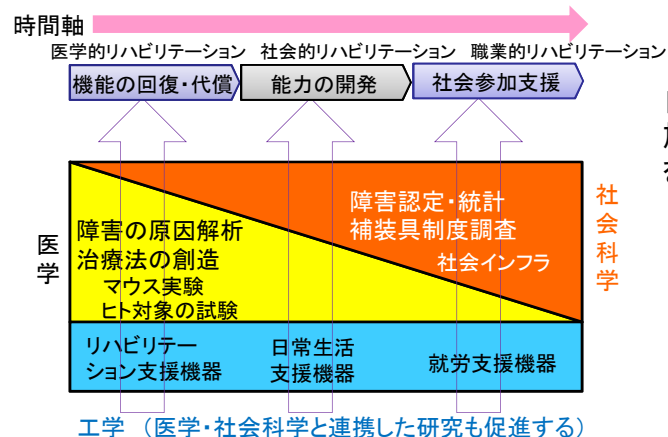 時間軸
医学的リハビリテーション 社会的リハビリテーション 職業的リハビリテーション
機能の回復・代償 能力の開発 社会参加支援
医学
障害の原因解析
治療法の創造
マウス実験
ヒト対象の試験
障害認定・統計
補装具制度調査
社会インフラ
社会科学
リハビリテー
ション支援機器
日常生活
支援機器
就労支援機器
工学 (医学・社会科学と連携した研究も促進する)